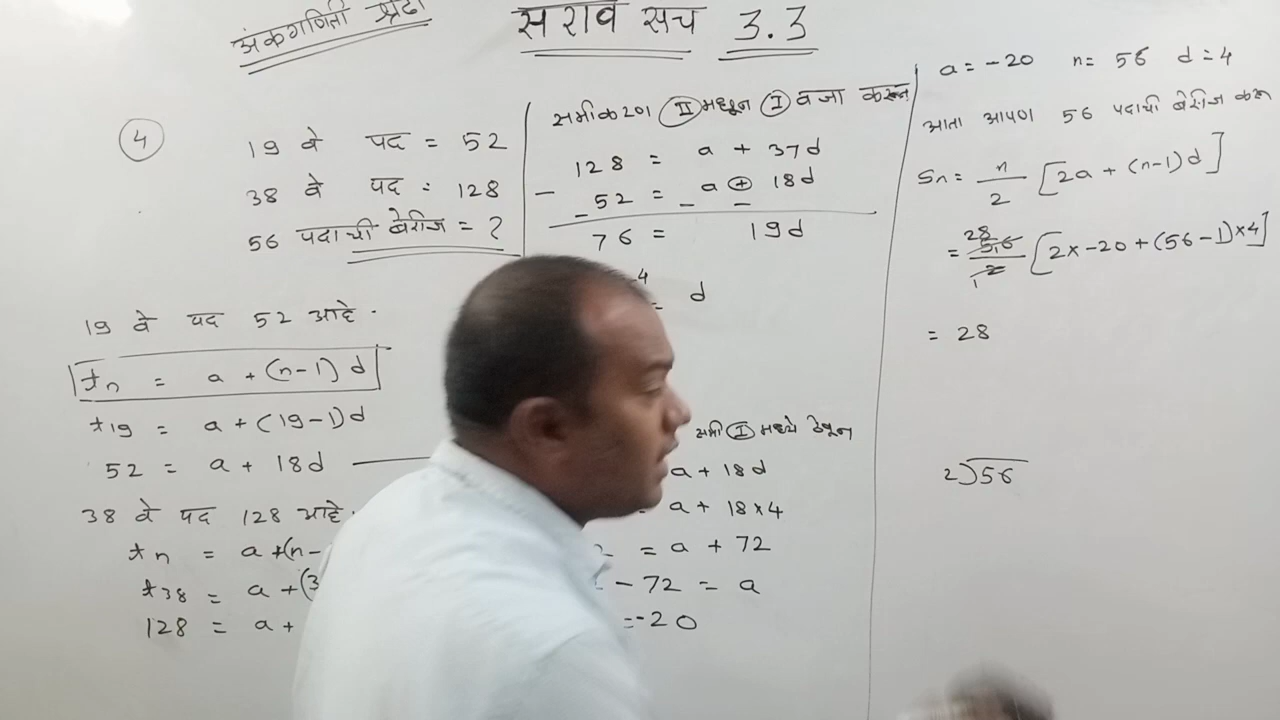 अंकगणिती श्रेढी
सराव संच 3.3
4
19 वे पद = 52
38 वे पद = 128
56 पदाची बेरीज = ?
19 वे पद 52 आहे.
tn = a + (n-1) d
t19 = a + (19-1) d
52 = a + 18d
38 वे पद 128 आहे.
tn = a + (n-
t38 = a + (3
128 = a +
समीकरण II मधून I वजा करून
128 = a + 37d
- 52 = a + 18d
- - -
76 = 19d
4 = d
समी I मध्ये ठेवून
a + 18d
= a + 18×4
= a + 72
- 72 = a
= -20
a = -20 n = 56 d = 4
आता आपण 56 पदाची बेरीज करू
Sn = n/2 [2a + (n-1) d]
= 28 56/2 1 [2×-20 + (56-1)×4]
= 28
2)56